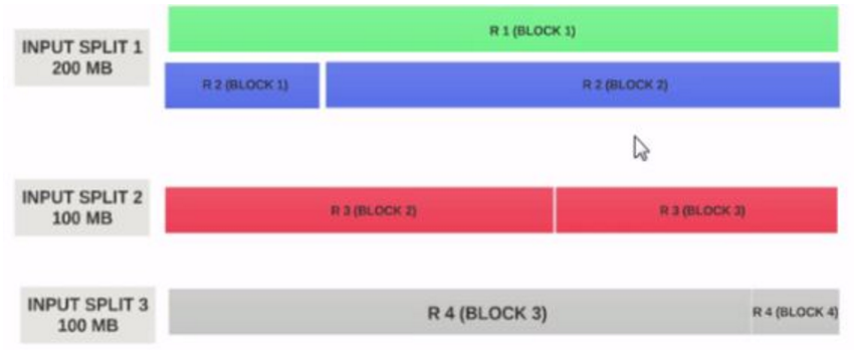 INPUT SPLIT 1
200 MB
R 1 (BLOCK 1)
R 2 (BLOCK 1)
R 2 (BLOCK 2)
INPUT SPLIT 2
100 MB
R 3 (BLOCK 2)
R 3 (BLOCK 3)
INPUT SPLIT 3
100 MB
R 4 (BLOCK 3)
R 4 (BLOCK 4)